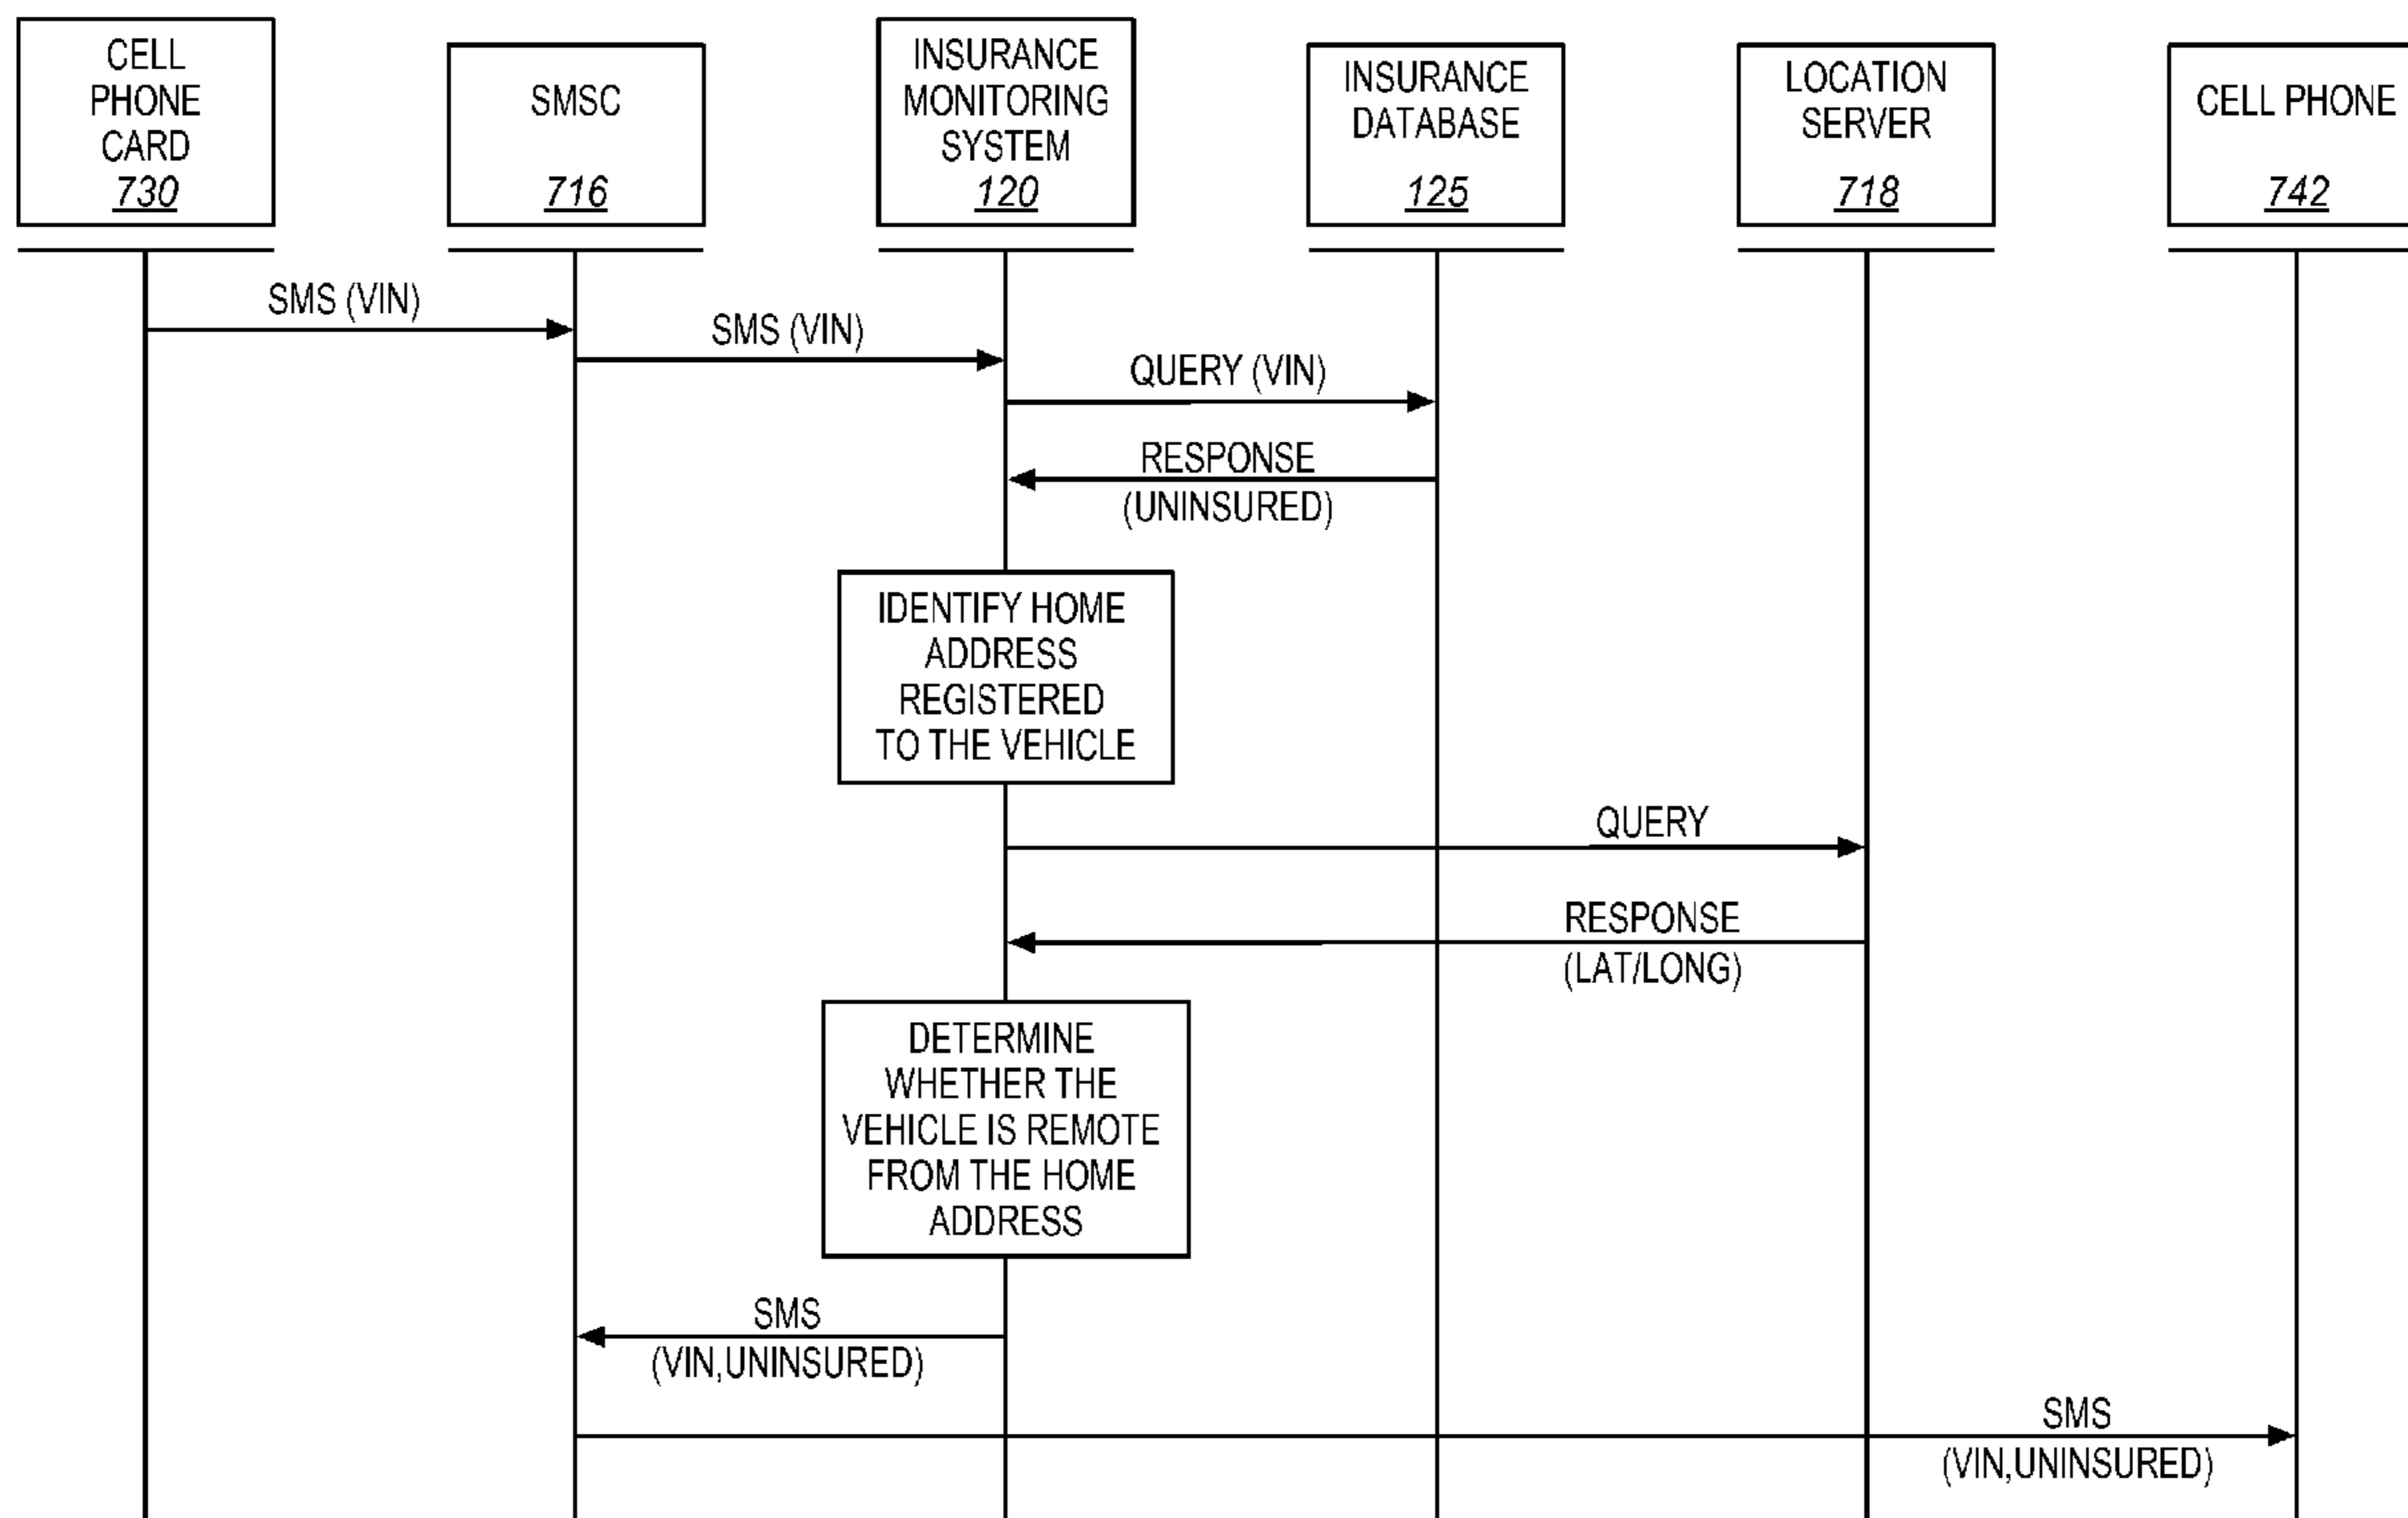 CELL
PHONE
CARD
730
SMSC
716
INSURANCE
MONITORING
SYSTEM
120
INSURANCE
DATABASE
125
LOCATION
SERVER
718
CELL PHONE
742
SMS (VIN)
SMS (VIN)
QUERY (VIN)
RESPONSE
(UNINSURED)
IDENTIFY HOME
ADDRESS
REGISTERED
TO THE VEHICLE
QUERY
RESPONSE
(LAT/LONG)
DETERMINE
WHETHER THE
VEHICLE IS REMOTE
FROM THE HOME
ADDRESS
SMS
(VIN,UNINSURED)
SMS
(VIN,UNINSURED)